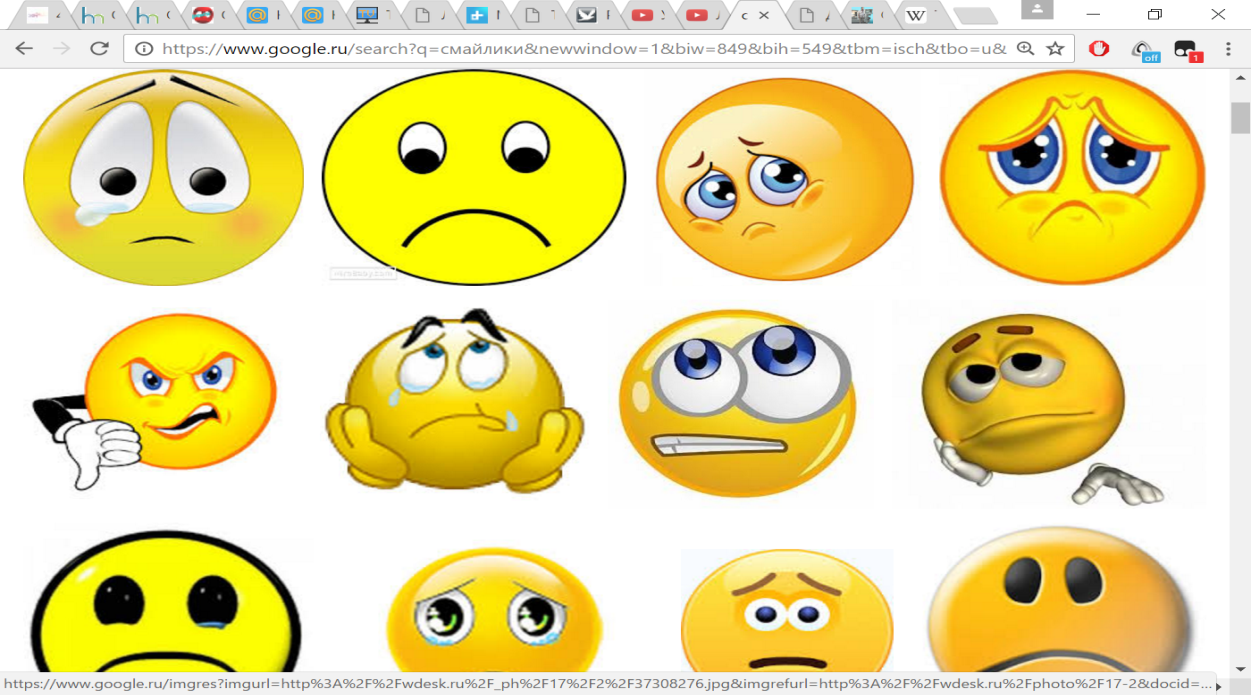 с
W
https://www.google.ru/search?q=смайлики&newwindow=1&biw=849&bih=549&tbm=isch&tbo=u&
off
1
https://www.google.ru/imgres?imgurl=http%3A%2F%2Fwdesk.ru%2F_ph%2F17%2F2%2F37308276.jpg&imgrefurl=http%3A%2F%2Fwdesk.ru%2Fphoto%2F17-2&docid=...